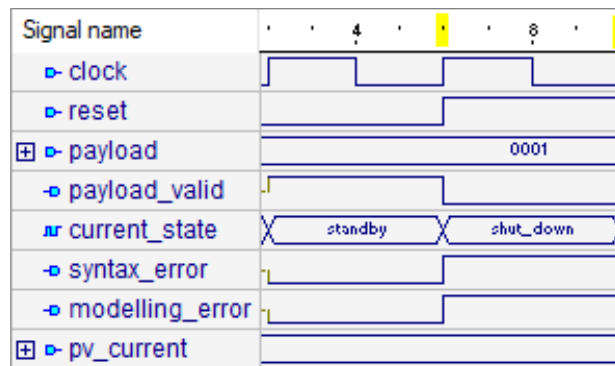 Signal name 4 8
clock
reset
payload 0001
payload_valid
current_state standby shut_down
syntax_error
modelling_error
pv_current